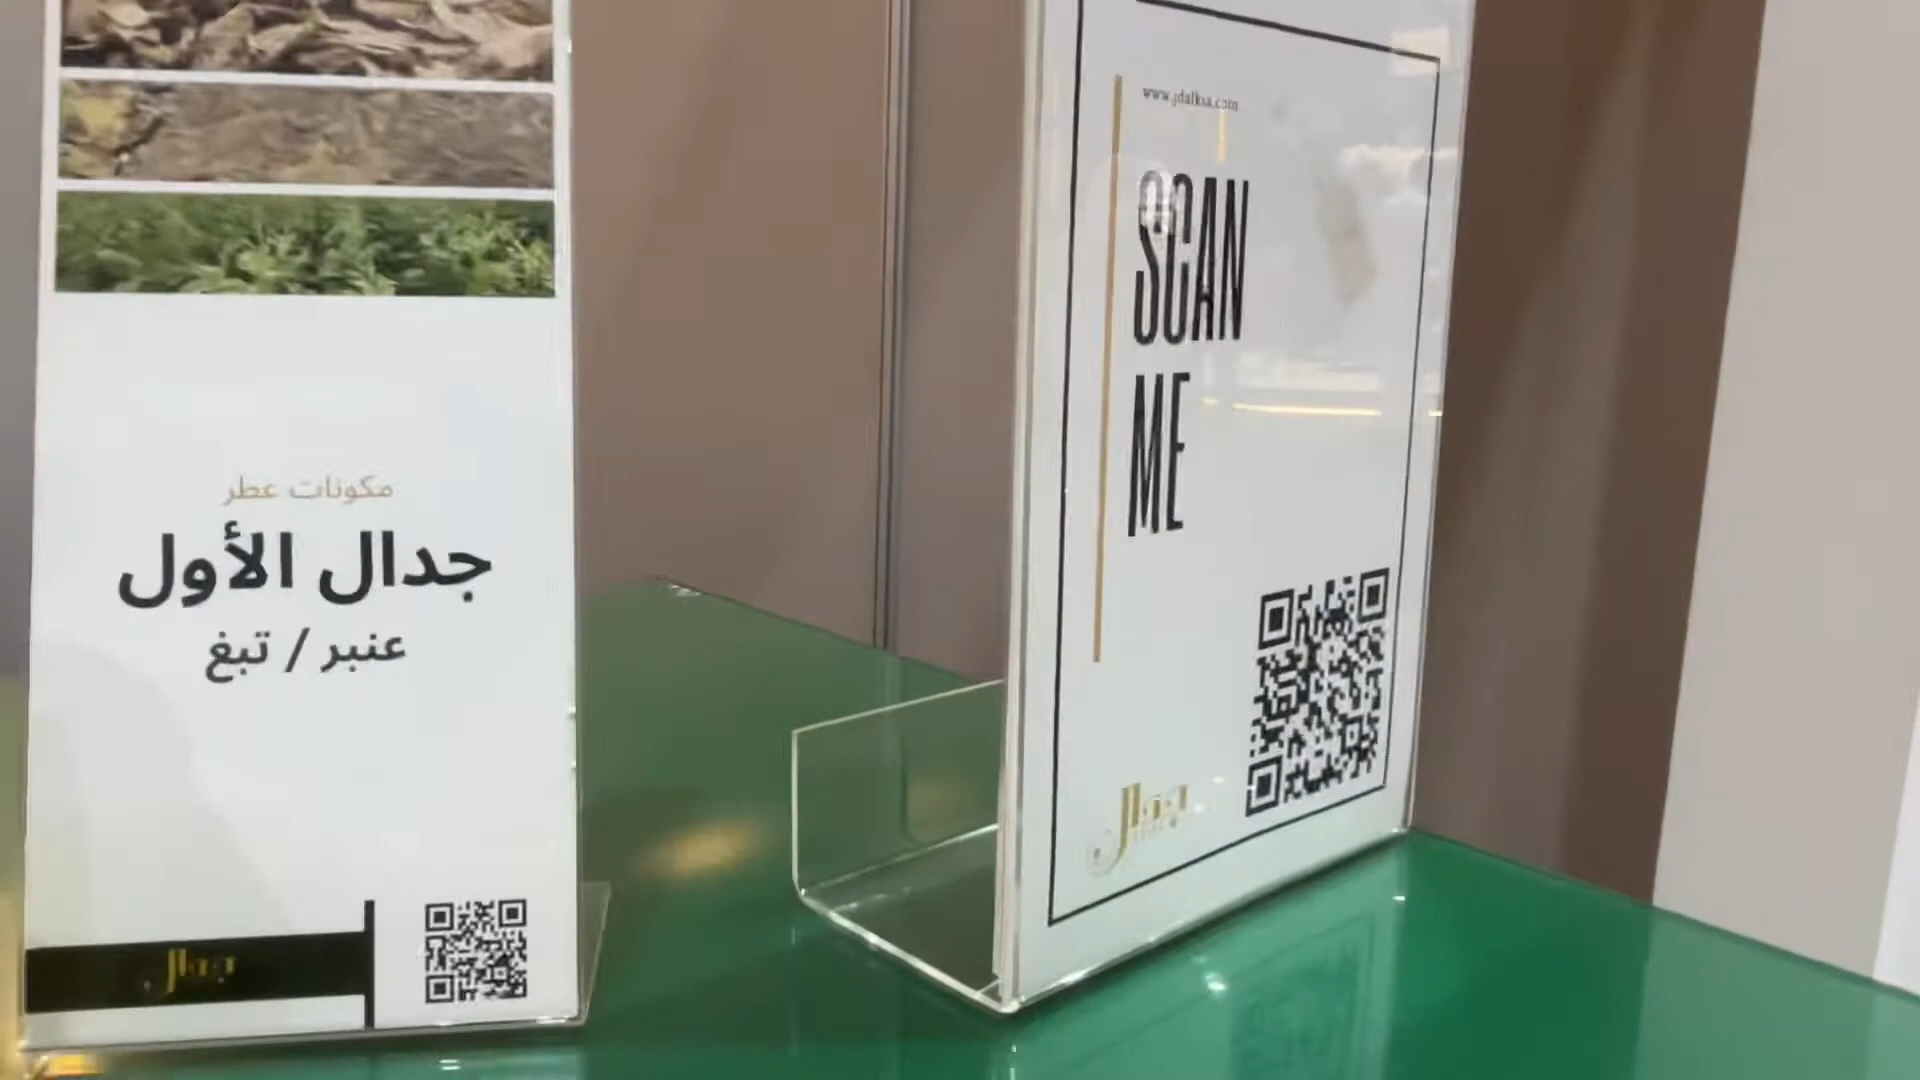 مكونات عطر
جدال الأول
عنبر / تبغ
جدال
www.jdalksa.com
SCAN
ME
جدال